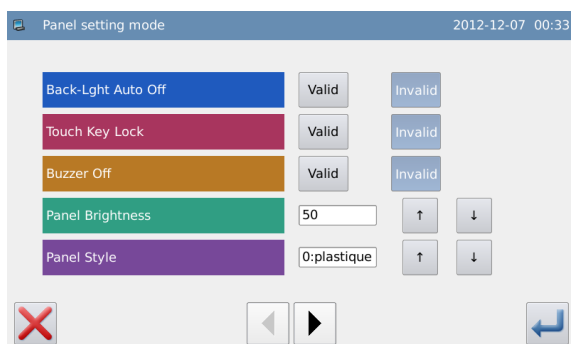 Panel setting mode 2012-12-07 00:33
Back-Lght Auto Off Valid Invalid
Touch Key Lock Valid Invalid
Buzzer Off Valid Invalid
Panel Brightness 50 ↑ ↓
Panel Style 0:plastique ↑ ↓